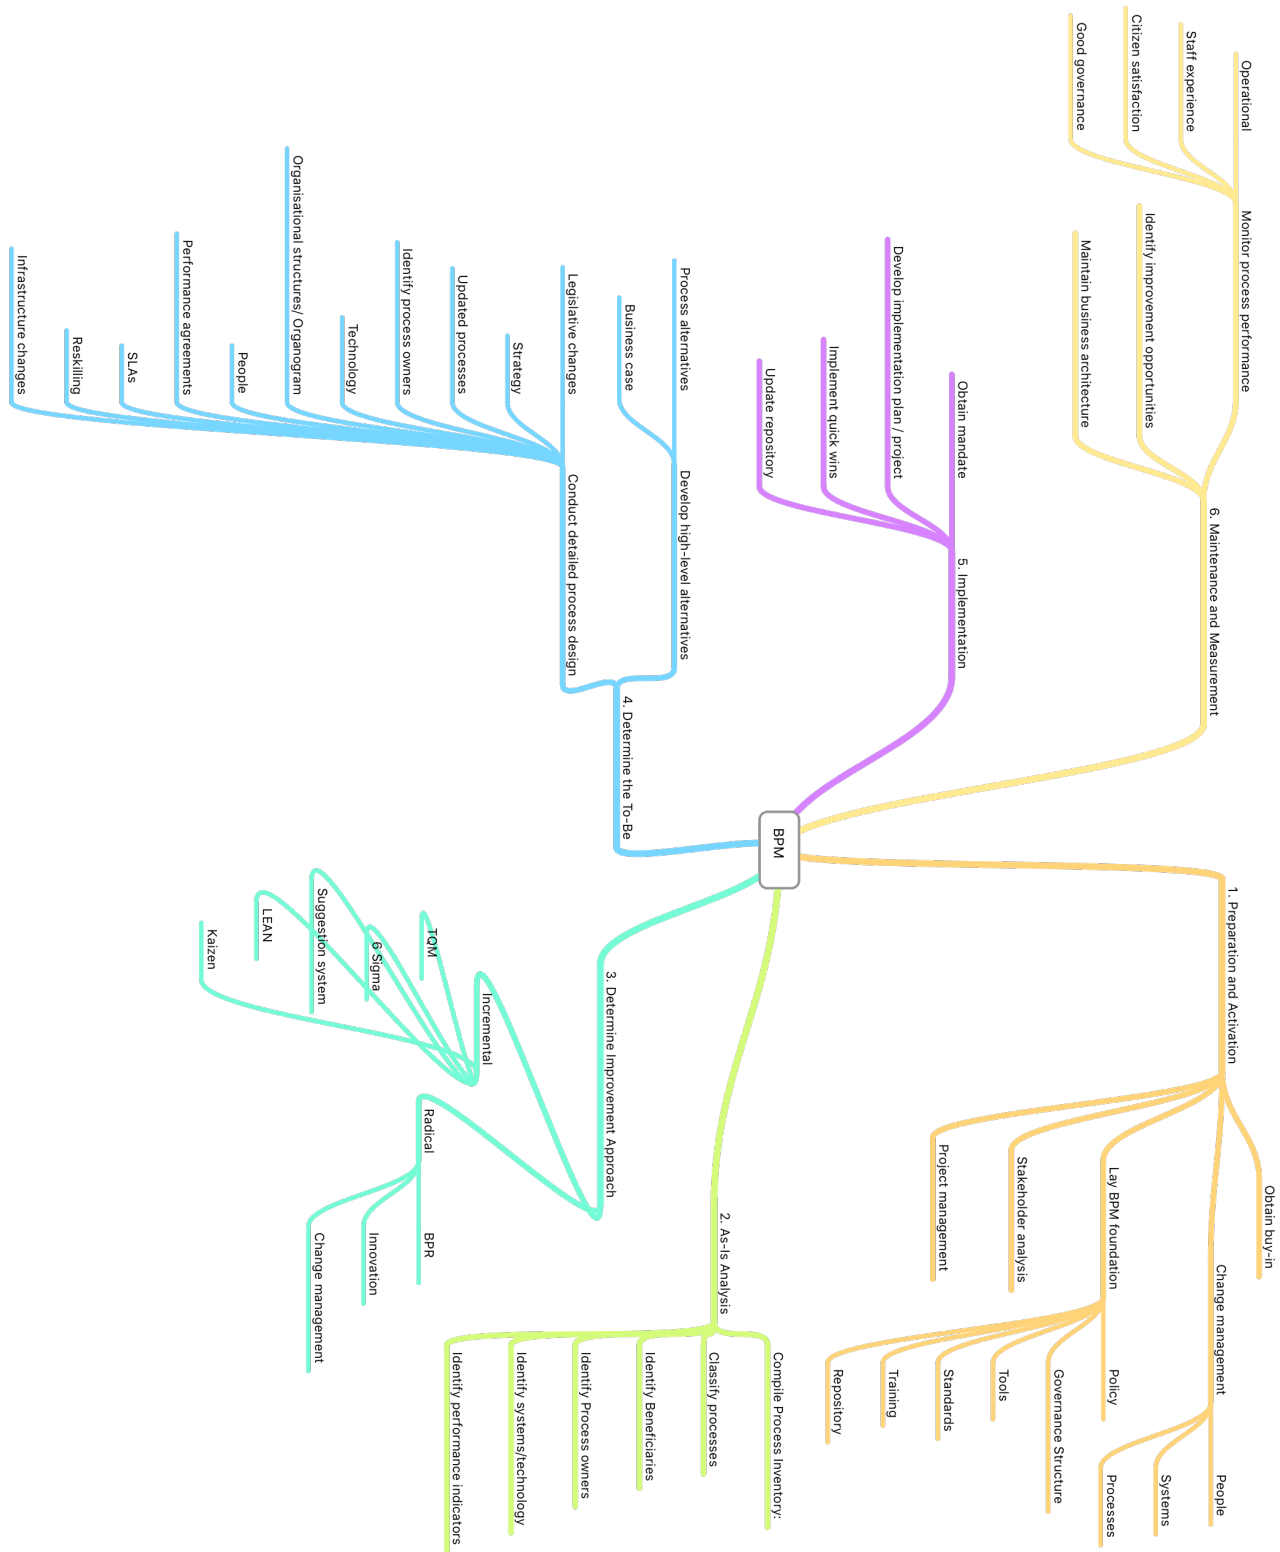 BPM
1. Preparation and Activation
Obtain buy-in
Change management
People
Systems
Processes
Lay BPM foundation
Policy
Governance Structure
Tools
Standards
Training
Repository
Stakeholder analysis
Project management
2. As-Is Analysis
Compile Process Inventory:
Classify processes
Identify Beneficiaries
Identify Process owners
Identify systems/technology
Identify performance indicators
3. Determine Improvement Approach
Incremental
TQM
6 Sigma
Suggestion system
LEAN
Kaizen
Radical
BPR
Innovation
Change management
4. Determine the To-Be
Develop high-level alternatives
Process alternatives
Business case
Conduct detailed process design
Legislative changes
Strategy
Updated processes
Identify process owners
Technology
Organisational structures/ Organogram
People
Performance agreements
SLAs
Reskilling
Infrastructure changes
5. Implementation
Obtain mandate
Develop implementation plan / project
Implement quick wins
Update repository
6. Maintenance and Measurement
Monitor process performance
Operational
Staff experience
Citizen satisfaction
Good governance
Identify improvement opportunities
Maintain business architecture